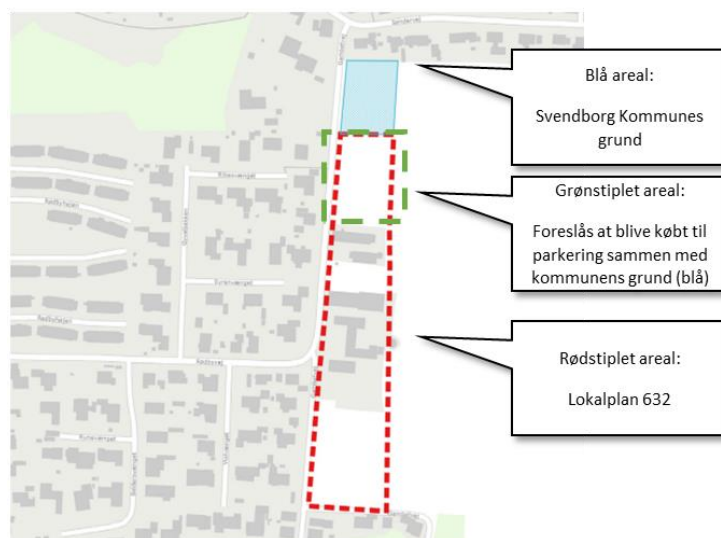 Blå areal:
Svendborg Kommunes
grund
Grønstiplet areal:
Foreslås at blive købt til
parkering sammen med
kommunens grund (blå)
Rødstiplet areal:
Lokalplan 632
Rødbyvej